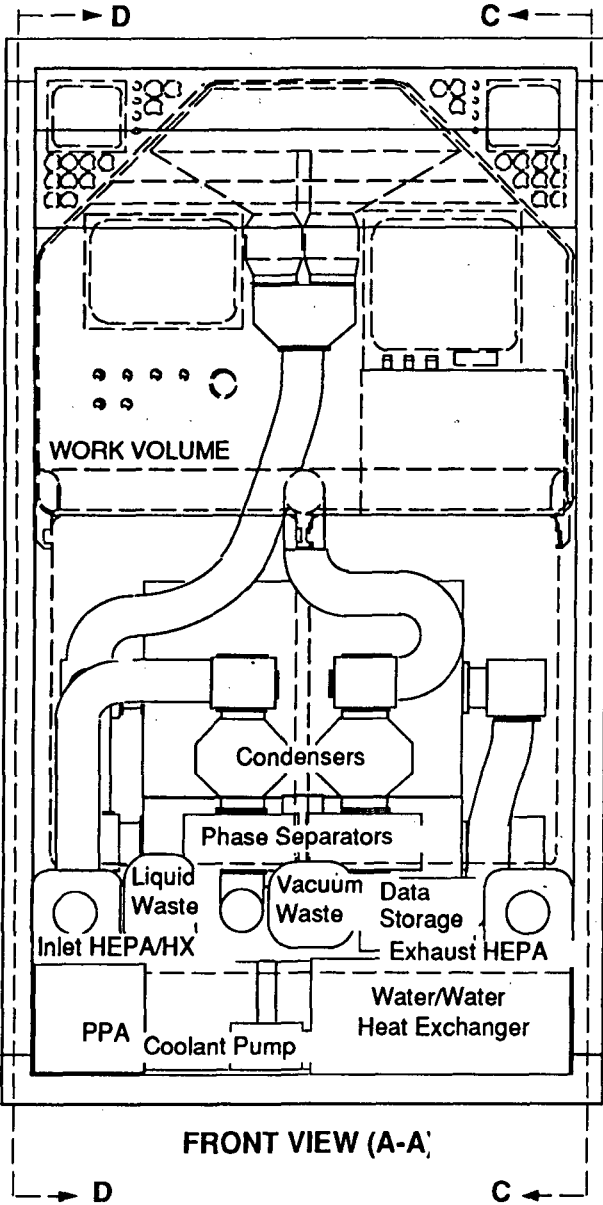 D C
WORK VOLUME
Condensers
Phase Separators
Liquid
Waste
Vacuum
Waste
Data
Storage
Inlet HEPA/HX
Exhaust HEPA
PPA
Coolant Pump
Water/Water
Heat Exchanger
FRONT VIEW (A-A)
D C